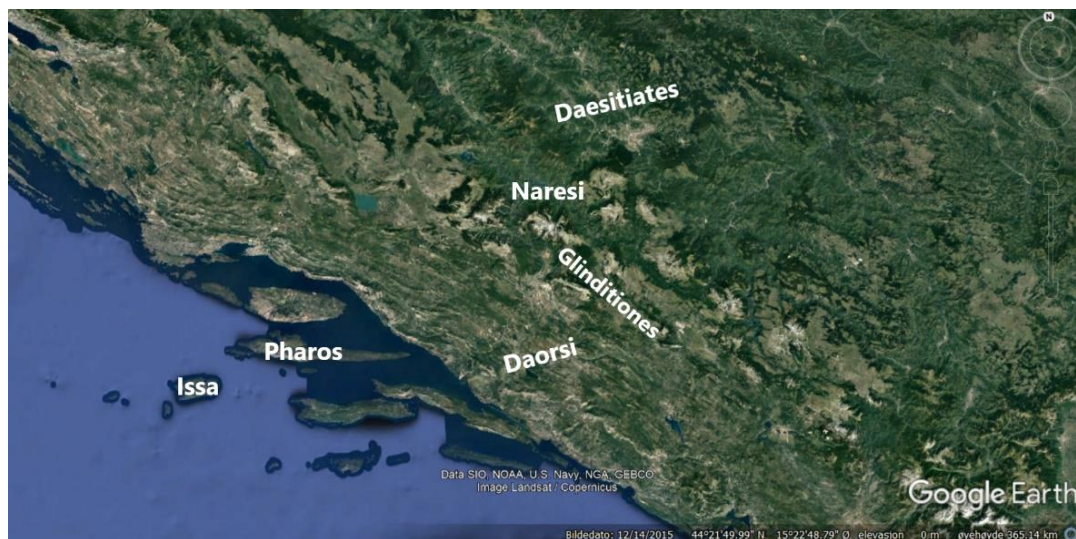 N
Daesitiates
Naresi
Glinditiones
Daorsi
Pharos
Issa
Data SIO, NOAA, U.S. Navy, NGA, GEBCO
Image Landsat / Copernicus
Google Earth
Bildedato: 12/14/2015 44°21'49.99" N 15°22'48.79" Ø elevasjon 0 m øyehøyde 365.14 km